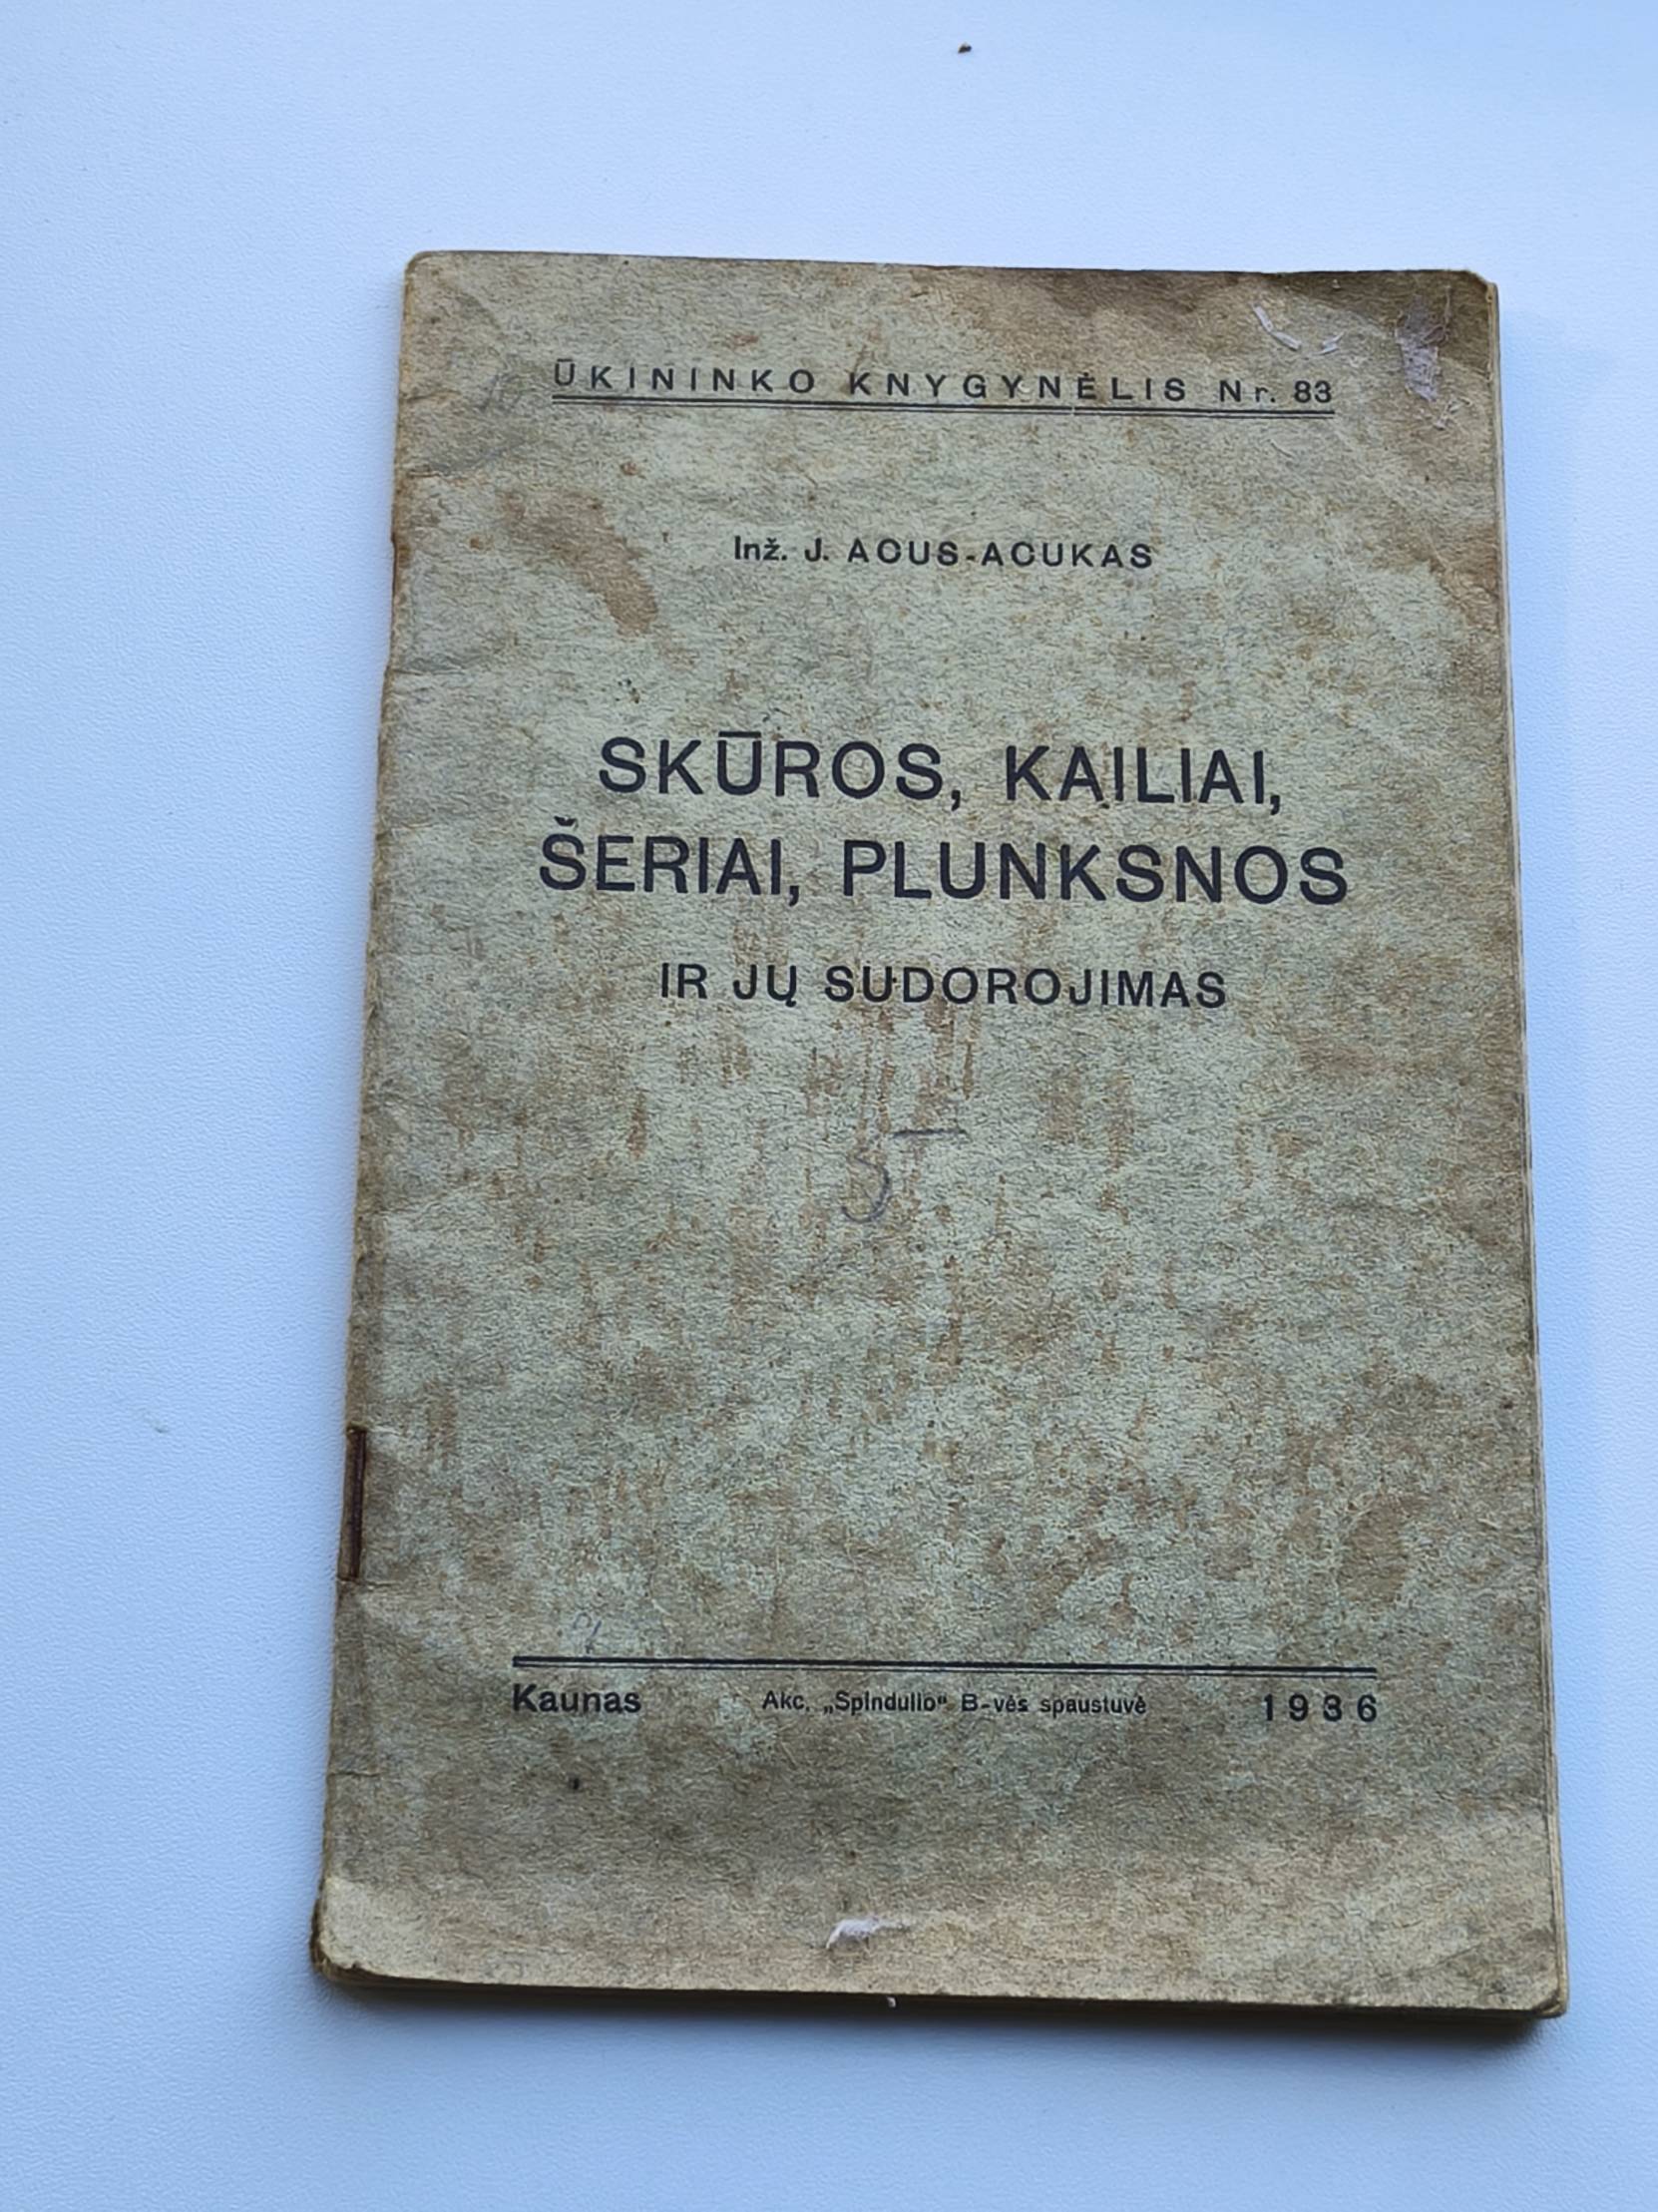 ŪKININKO KNYGYNĖLIS Nr. 83
Inž. J. ACUS-ACUKAS
SKŪROS, KAILIAI,
ŠERIAI, PLUNKSNOS
IR JŲ SUDOROJIMAS
5
Kaunas Akc. „Spindulio“ B-vės spaustuvė 1936